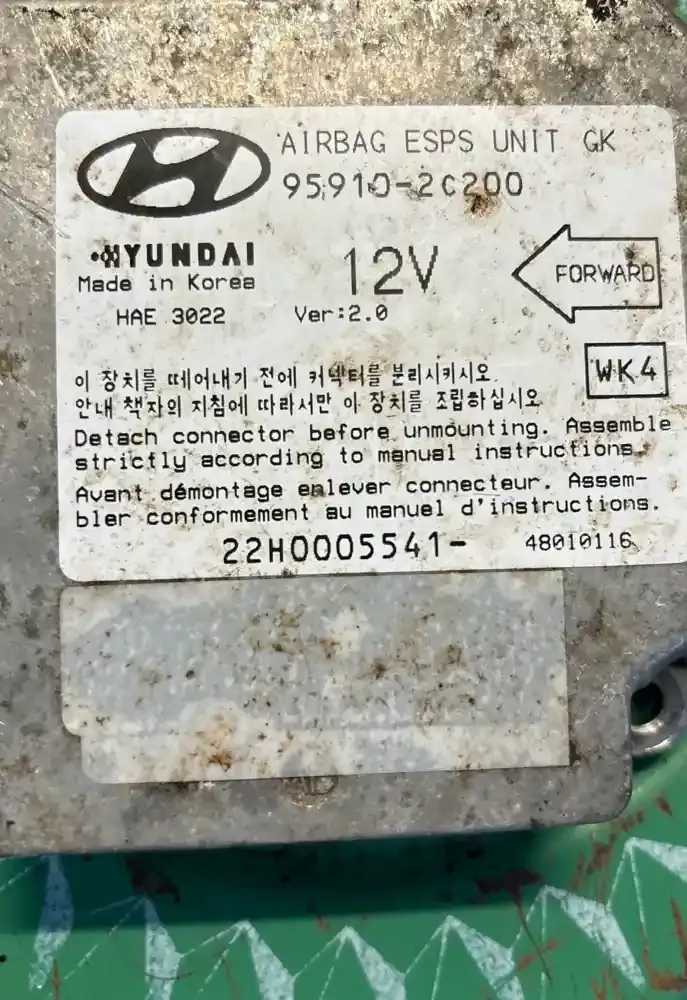 AIRBAG ESPS UNIT GK
95910-2C200
HYUNDAI
Made in Korea
12V
FORWARD
HAE 3022
Ver:2.0
WK4
이 장치를 떼어내기 전에 커넥터를 분리시키시오
안내 책자의 지침에 따라서만 이 장치를 조립하십시오
Detach connector before unmounting. Assemble
strictly according to manual instructions.
Avant démontage enlever connecteur. Assem-
bler conformement au manuel d'instructions.
22H0005541-
48010116